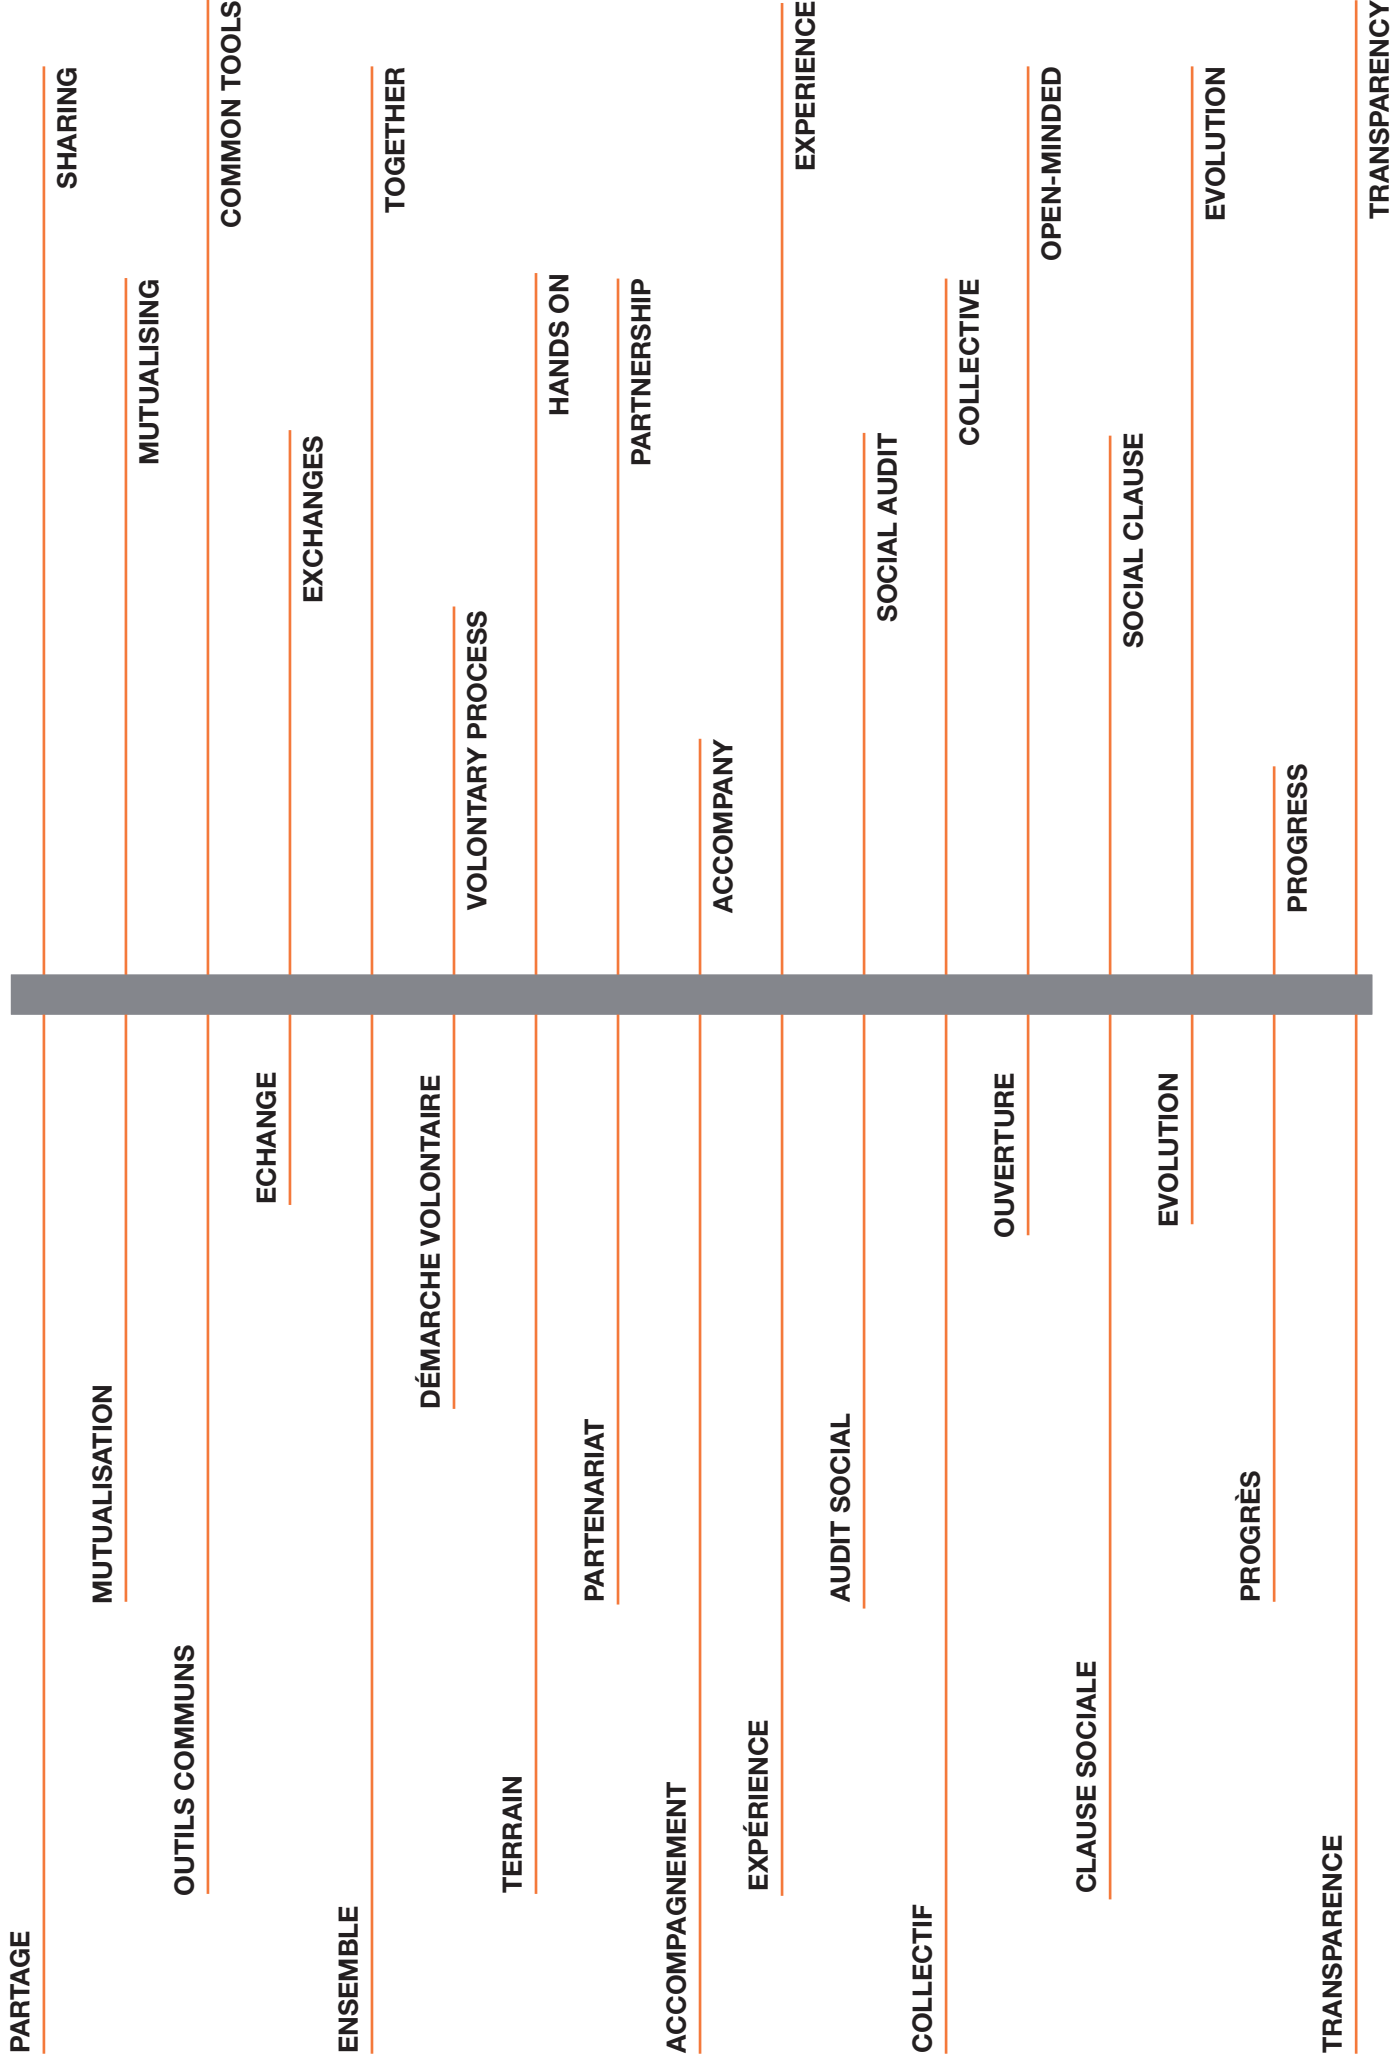 PARTAGE
SHARING
MUTUALISATION
MUTUALISING
OUTILS COMMUNS
COMMON TOOLS
ECHANGE
EXCHANGES
ENSEMBLE
TOGETHER
DÉMARCHE VOLONTAIRE
VOLONTARY PROCESS
TERRAIN
HANDS ON
PARTENARIAT
PARTNERSHIP
ACCOMPAGNEMENT
ACCOMPANY
EXPÉRIENCE
EXPERIENCE
AUDIT SOCIAL
SOCIAL AUDIT
COLLECTIF
COLLECTIVE
OUVERTURE
OPEN-MINDED
CLAUSE SOCIALE
SOCIAL CLAUSE
EVOLUTION
EVOLUTION
PROGRÈS
PROGRESS
TRANSPARENCE
TRANSPARENCY